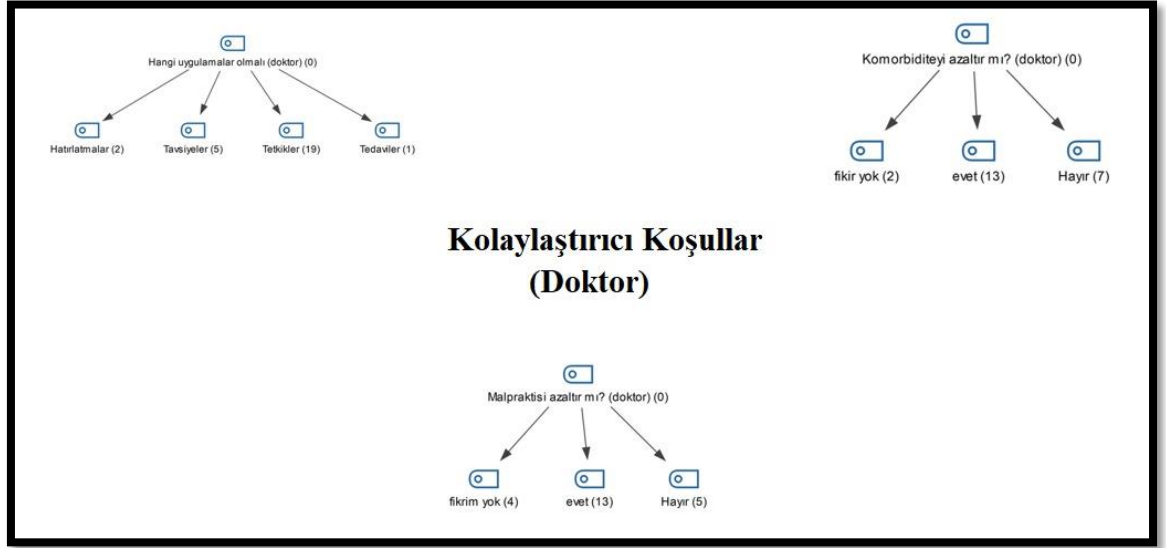 Hangi uygulamalar olmalı (doktor) (0)
Hatırlatmalar (2)
Tavsiyeler (5)
Tetkikler (19)
Tedaviler (1)
Komorbiditeyi azaltır mı? (doktor) (0)
fikir yok (2)
evet (13)
Hayır (7)
Kolaylaştırıcı Koşullar
(Doktor)
Malpraktisi azaltır mı? (doktor) (0)
fikrim yok (4)
evet (13)
Hayır (5)